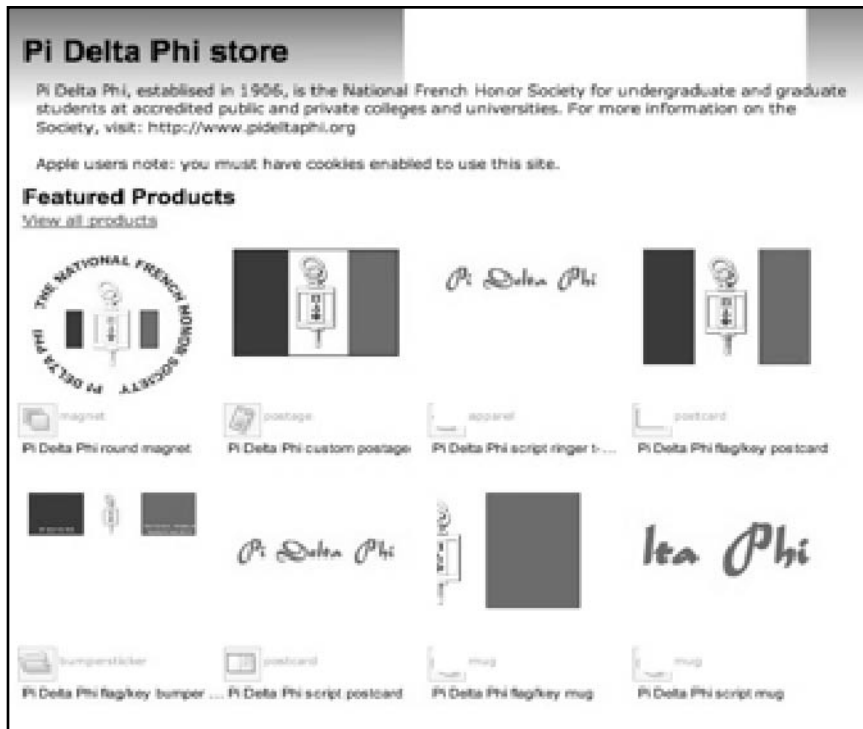 Pi Delta Phi store
Pi Delta Phi, establised in 1906, is the National French Honor Society for undergraduate and graduate
students at accredited public and private colleges and universities. For more information on the
Society, visit: http://www.pideltaphi.org
Apple users note: you must have cookies enabled to use this site.
Featured Products
View all products
THE NATIONAL FRENCH HONOR SOCIETY
PI DELTA PHI
Pi Delta Phi
magnet
postage
apparel
postcard
Pi Delta Phi round magnet
Pi Delta Phi custom postage
Pi Delta Phi script ringer t-...
Pi Delta Phi flag/key postcard
Pi Delta Phi
lta Phi
bumpersticker
postcard
mug
mug
Pi Delta Phi flag/key bumper ...
Pi Delta Phi script postcard
Pi Delta Phi flag/key mug
Pi Delta Phi script mug